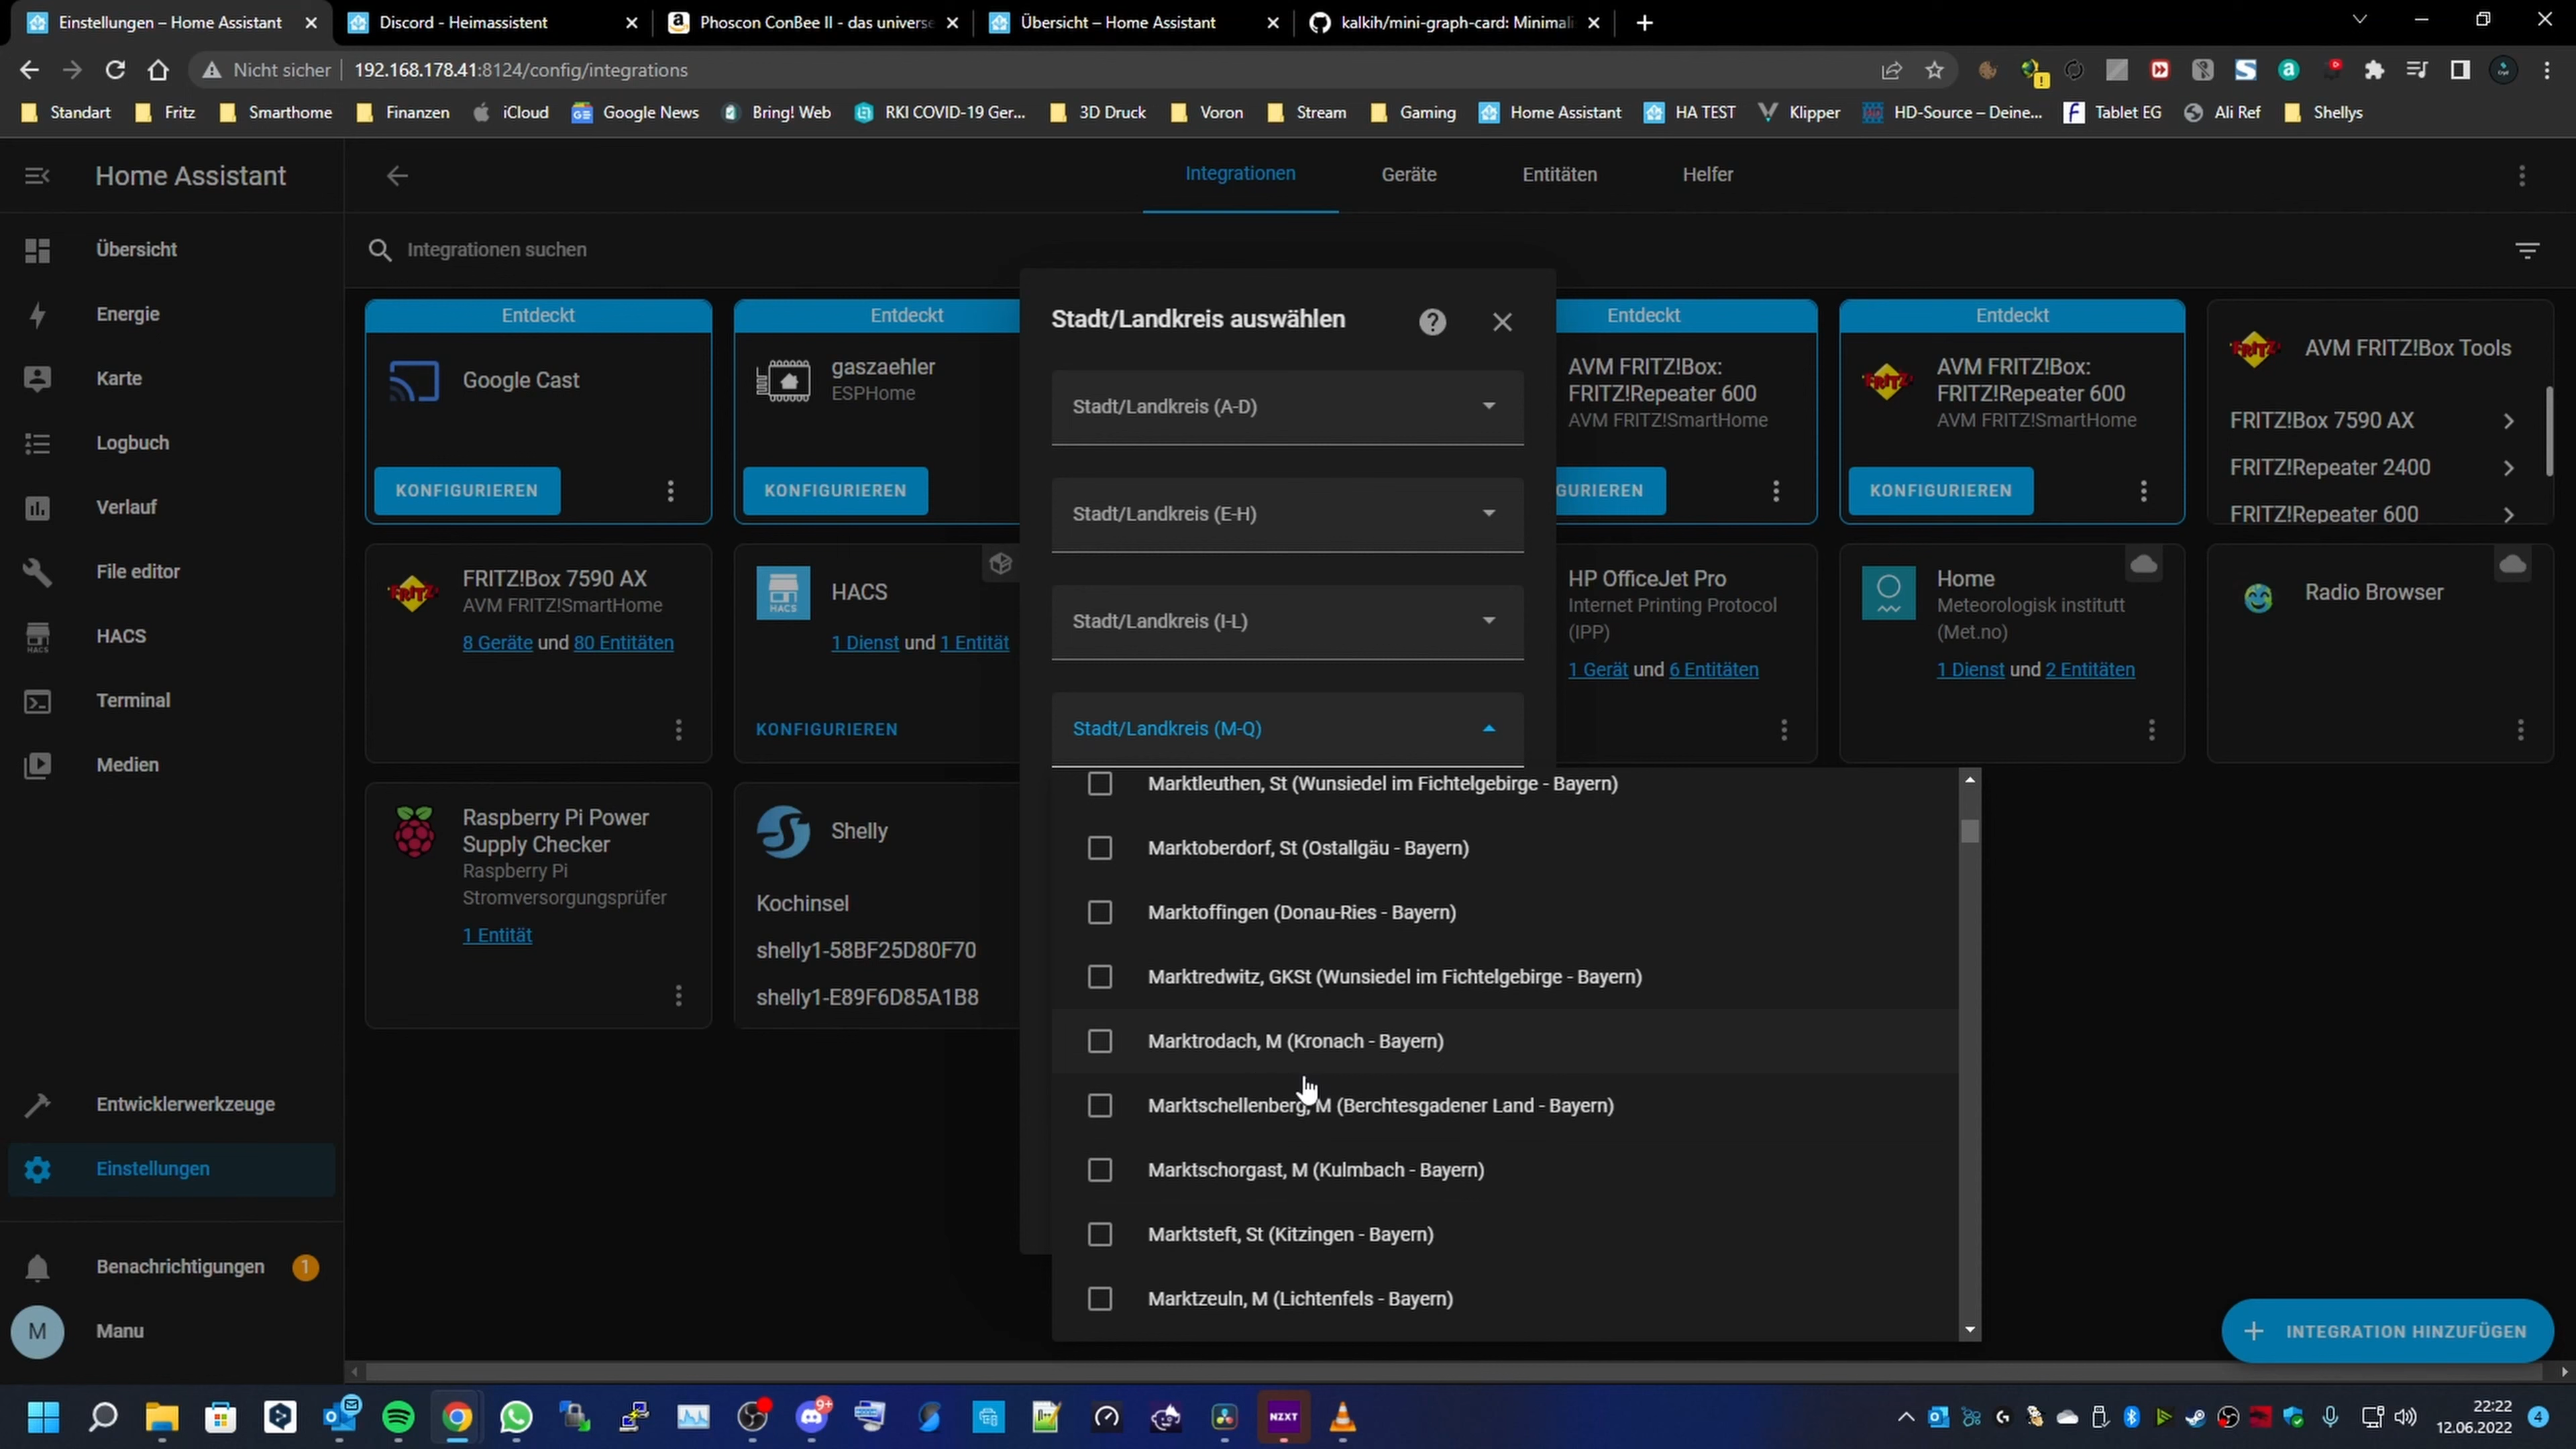 Einstellungen – Home Assistant
Discord - Heimassistent
Phoscon ConBee II - das universe
Übersicht – Home Assistant
kalkih/mini-graph-card: Minimali
Nicht sicher
192.168.178.41:8124/config/integrations
Standart
Fritz
Smarthome
Finanzen
iCloud
Google News
Bring! Web
RKI COVID-19 Ger...
3D Druck
Voron
Stream
Gaming
Home Assistant
HA TEST
Klipper
HD-Source – Deine...
Tablet EG
Ali Ref
Shellys
Home Assistant
Integrationen
Geräte
Entitäten
Helfer
Integrationen suchen
Übersicht
Energie
Karte
Logbuch
Verlauf
File editor
HACS
Terminal
Medien
Entwicklerwerkzeuge
Einstellungen
Benachrichtigungen
1
M
Manu
Entdeckt
Google Cast
KONFIGURIEREN
Entdeckt
gaszaehler
ESPHome
KONFIGURIEREN
Entdeckt
AVM FRITZ!Box:
FRITZ!Repeater 600
AVM FRITZ!SmartHome
GURIEREN
Entdeckt
AVM FRITZ!Box:
FRITZ!Repeater 600
AVM FRITZ!SmartHome
KONFIGURIEREN
AVM FRITZ!Box Tools
FRITZ!Box 7590 AX
FRITZ!Repeater 2400
FRITZ!Repeater 600
FRITZ!Box 7590 AX
AVM FRITZ!SmartHome
8 Geräte und 80 Entitäten
HACS
1 Dienst und 1 Entität
KONFIGURIEREN
HP OfficeJet Pro
Internet Printing Protocol
(IPP)
1 Gerät und 6 Entitäten
Home
Meteorologisk institutt
(Met.no)
1 Dienst und 2 Entitäten
Radio Browser
Raspberry Pi Power
Supply Checker
Raspberry Pi
Stromversorgungsprüfer
1 Entität
Shelly
Kochinsel
shelly1-58BF25D80F70
shelly1-E89F6D85A1B8
Stadt/Landkreis auswählen
Stadt/Landkreis (A-D)
Stadt/Landkreis (E-H)
Stadt/Landkreis (I-L)
Stadt/Landkreis (M-Q)
Marktleuthen, St (Wunsiedel im Fichtelgebirge - Bayern)
Marktoberdorf, St (Ostallgäu - Bayern)
Marktoffingen (Donau-Ries - Bayern)
Marktredwitz, GKSt (Wunsiedel im Fichtelgebirge - Bayern)
Marktrodach, M (Kronach - Bayern)
Marktschellenberg, M (Berchtesgadener Land - Bayern)
Marktschorgast, M (Kulmbach - Bayern)
Marktsteft, St (Kitzingen - Bayern)
Marktzeuln, M (Lichtenfels - Bayern)
INTEGRATION HINZUFÜGEN
9+
NZXT
22:22
12.06.2022
4